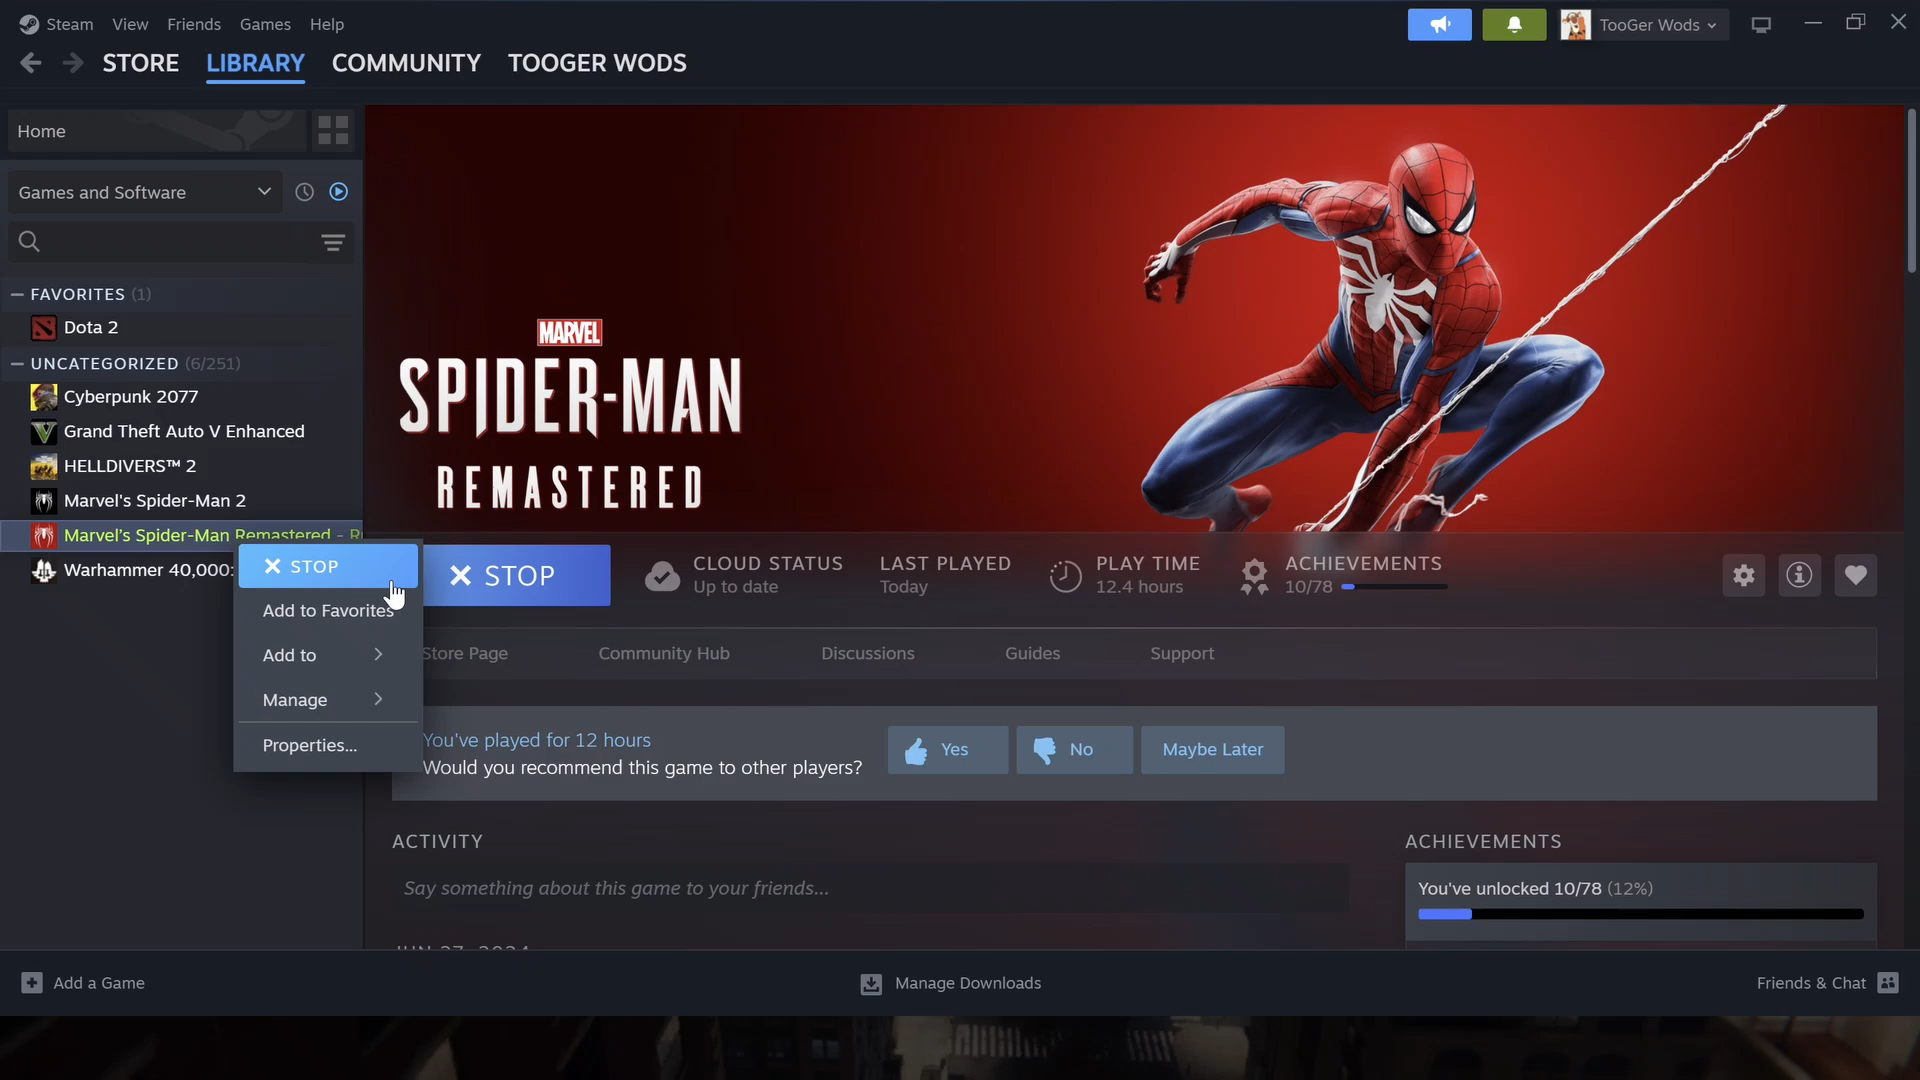 Steam View Friends Games Help
TooGer Wods
STORE LIBRARY COMMUNITY TOOGER WODS
Home
Games and Software
FAVORITES (1)
Dota 2
UNCATEGORIZED (6/251)
Cyberpunk 2077
Grand Theft Auto V Enhanced
HELLDIVERS™ 2
Marvel's Spider-Man 2
Marvel's Spider-Man Remastered - R
Warhammer 40,000:
STOP
Add to Favorites
Add to
Manage
Properties...
MARVEL
SPIDER-MAN
REMASTERED
STOP
CLOUD STATUS
Up to date
LAST PLAYED
Today
PLAY TIME
12.4 hours
ACHIEVEMENTS
10/78
Store Page Community Hub Discussions Guides Support
You've played for 12 hours
Would you recommend this game to other players?
Yes No Maybe Later
ACTIVITY
Say something about this game to your friends...
JUN 27, 2024
ACHIEVEMENTS
You've unlocked 10/78 (12%)
Add a Game
Manage Downloads
Friends & Chat